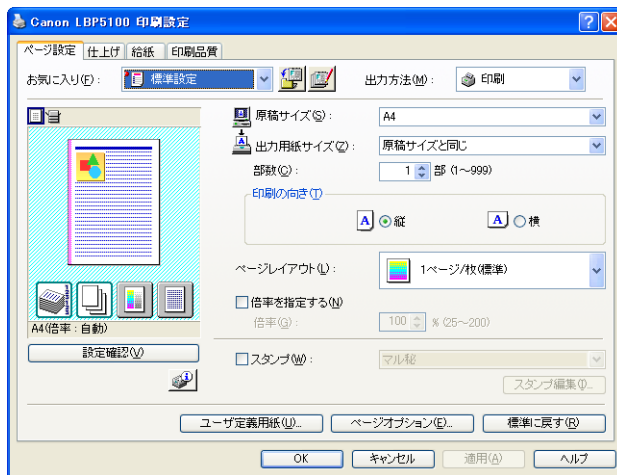 Canon LBP5100 印刷設定
ページ設定 仕上げ 給紙 印刷品質
お気に入り(F): 標準設定 出力方法(M): 印刷
原稿サイズ(S): A4
出力用紙サイズ(Z): 原稿サイズと同じ
部数(C): 1 部 (1～999)
印刷の向き(T)
A 縦 A 横
ページレイアウト(L): 1ページ/枚(標準)
倍率を指定する(N)
倍率(G): 100 % (25～200)
A4(倍率：自動)
設定確認(V)
スタンプ(W): マル秘
スタンプ編集(I)...
ユーザ定義用紙(U)... ページオプション(E)... 標準に戻す(R)
OK キャンセル 適用(A) ヘルプ